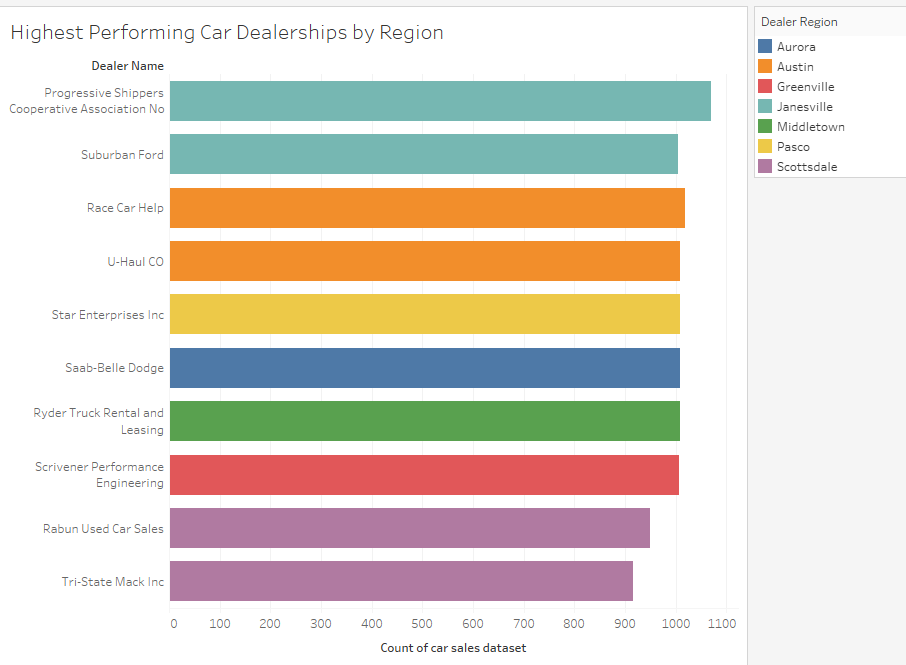 Highest Performing Car Dealerships by Region
Dealer Name
Progressive Shippers
Cooperative Association No
Suburban Ford
Race Car Help
U-Haul CO
Star Enterprises Inc
Saab-Belle Dodge
Ryder Truck Rental and
Leasing
Scrivener Performance
Engineering
Rabun Used Car Sales
Tri-State Mack Inc
0 100 200 300 400 500 600 700 800 900 1000 1100
Count of car sales dataset
Dealer Region
Aurora
Austin
Greenville
Janesville
Middletown
Pasco
Scottsdale